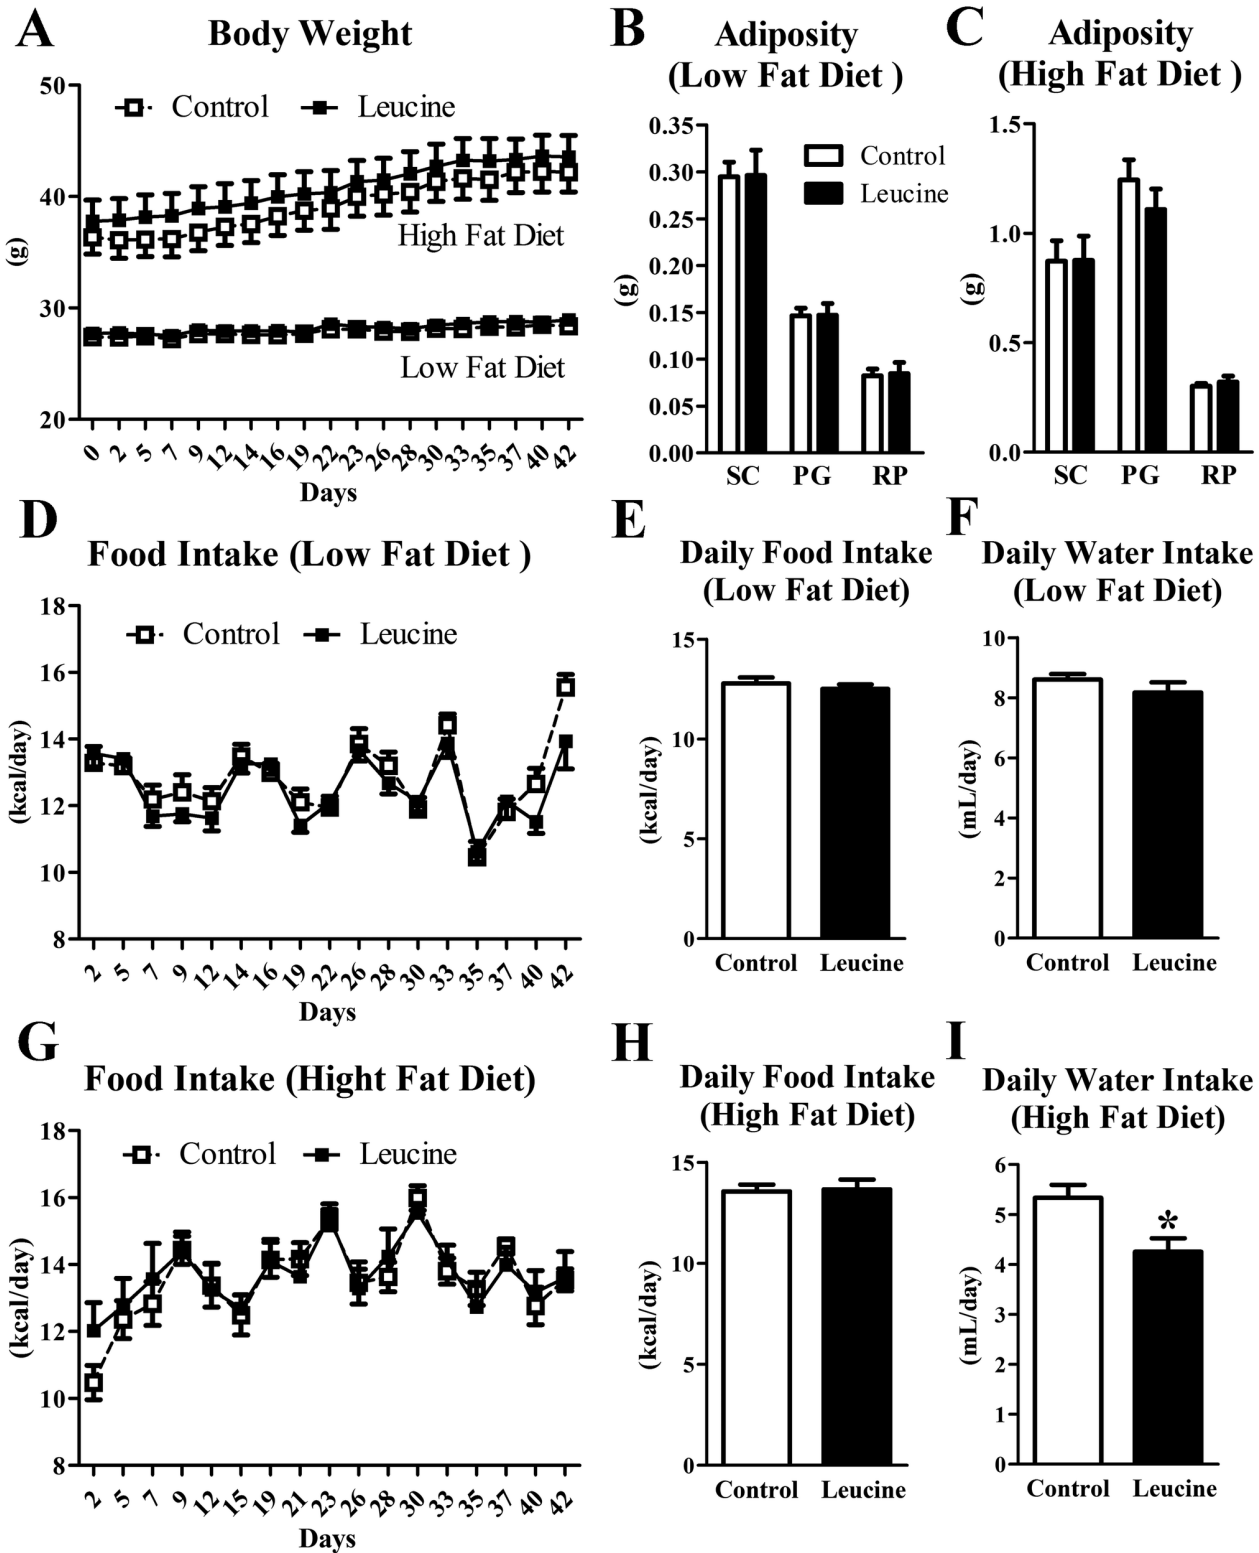 A
Body Weight
50
40
30
20
(g)
Control
Leucine
High Fat Diet
Low Fat Diet
0 2 5 7 9 12 14 16 19 22 23 26 28 30 33 35 37 40 42
Days
B
Adiposity
(Low Fat Diet )
0.35
0.30
0.25
0.20
0.15
0.10
0.05
0.00
(g)
Control
Leucine
SC PG RP
C
Adiposity
(High Fat Diet )
1.5
1.0
0.5
0.0
(g)
SC PG RP
D
Food Intake (Low Fat Diet )
18
16
14
12
10
8
(kcal/day)
Control
Leucine
2 5 7 9 12 14 16 19 22 26 28 30 33 35 37 40 42
Days
E
Daily Food Intake
(Low Fat Diet)
15
10
5
0
(kcal/day)
Control Leucine
F
Daily Water Intake
(Low Fat Diet)
10
8
6
4
2
0
(mL/day)
Control Leucine
G
Food Intake (Hight Fat Diet)
18
16
14
12
10
8
(kcal/day)
Control
Leucine
2 5 7 9 12 15 19 21 23 26 28 30 33 35 37 40 42
Days
H
Daily Food Intake
(High Fat Diet)
15
10
5
0
(kcal/day)
Control Leucine
I
Daily Water Intake
(High Fat Diet)
6
5
4
3
2
1
0
(mL/day)
*
Control Leucine